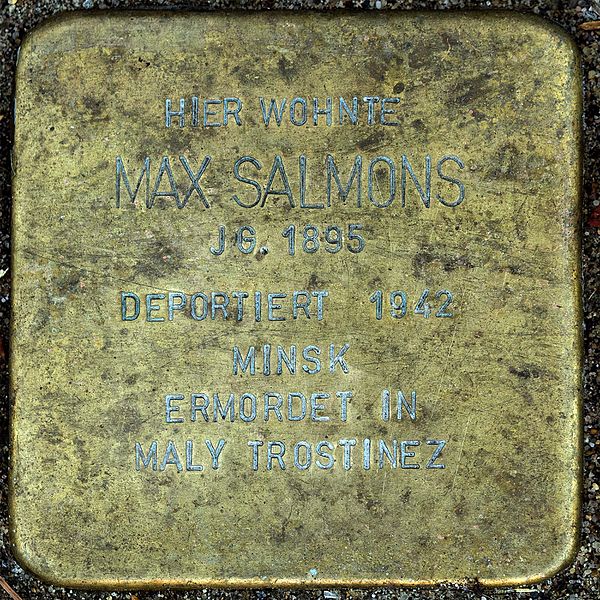 HIER WOHNTE
MAX SALMONS
JG. 1895
DEPORTIERT 1942
MINSK
ERMORDET IN
MALY TROSTINEZ